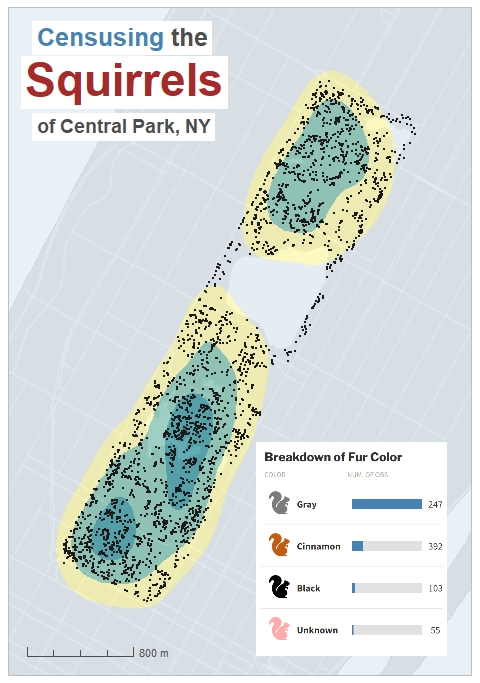 Censusing the
Squirrels
of Central Park, NY
Breakdown of Fur Color
COLOR NUM. OF OBS.
Gray 247
Cinnamon 392
Black 103
Unknown 55
800 m